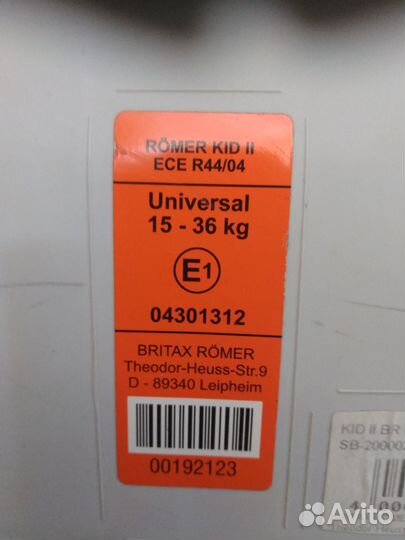 RÖMER KID II
ECE R44/04
Universal
15 - 36 kg
E1
04301312
BRITAX RÖMER
Theodor-Heuss-Str.9
D - 89340 Leipheim
00192123
KID II BR
Avito